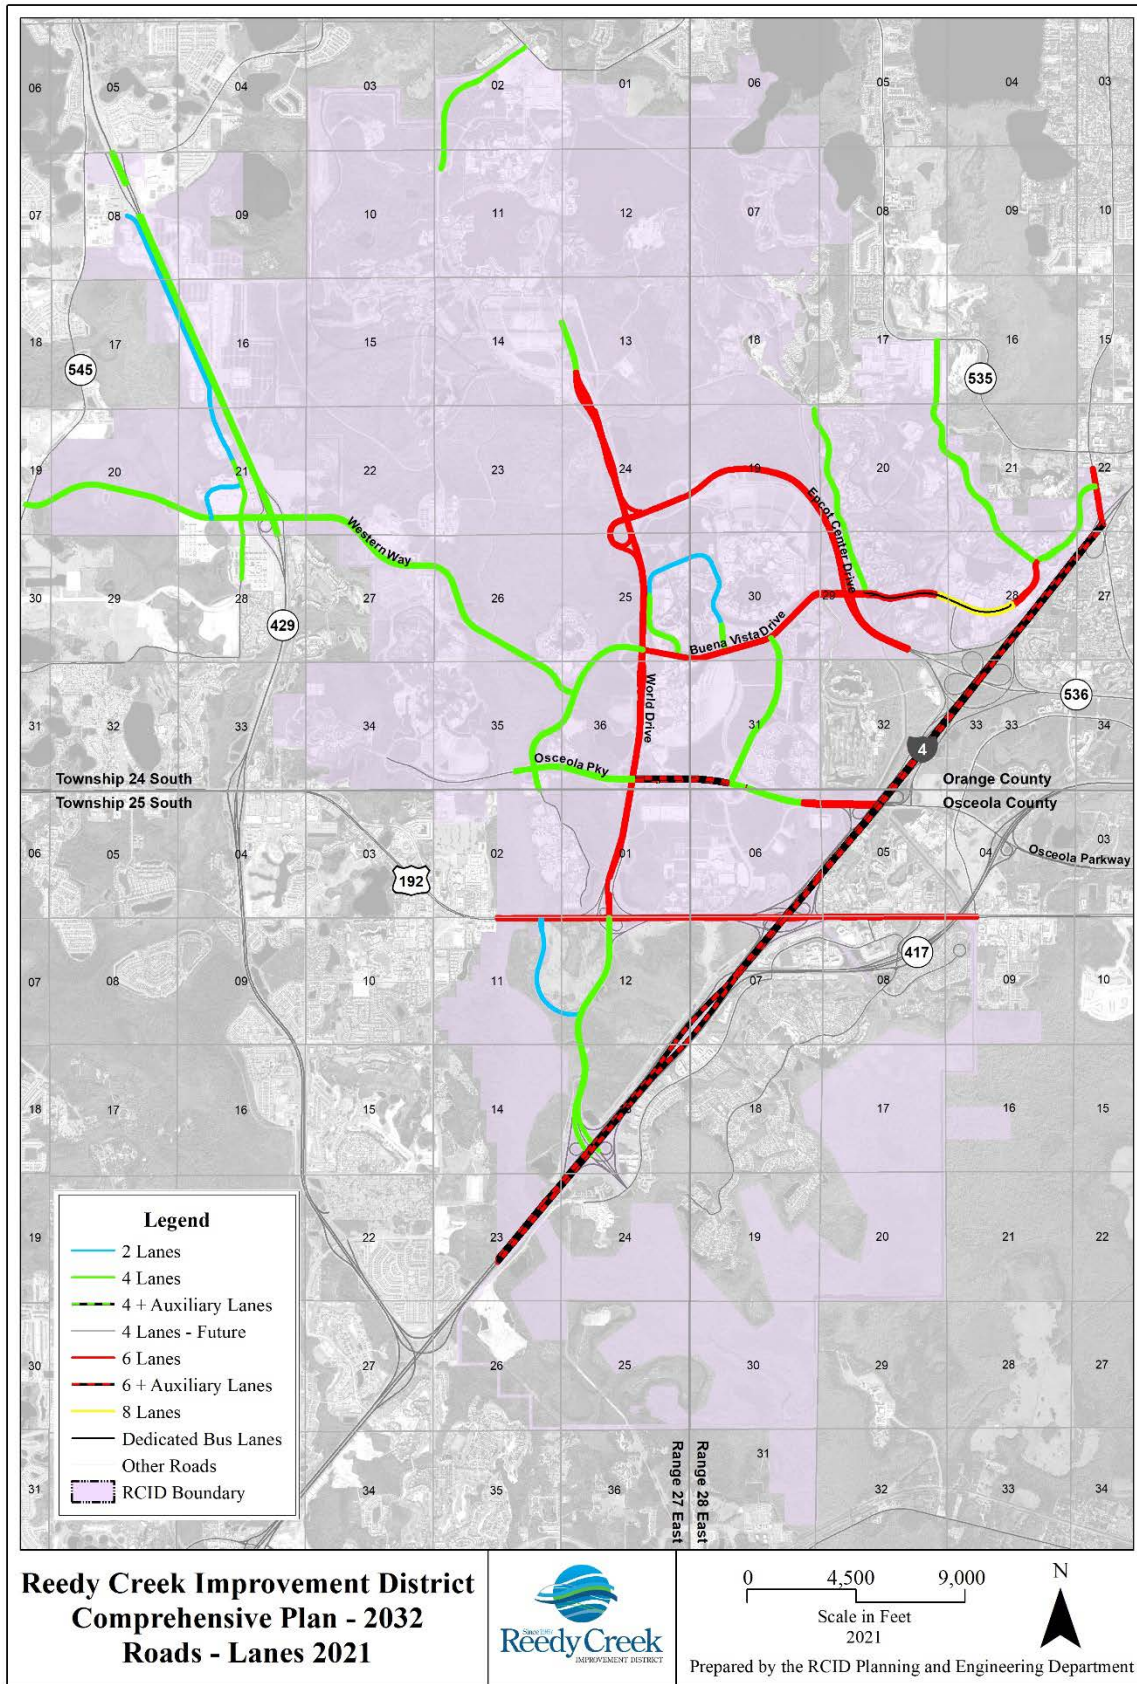 06 05 04 03 02 01 06 05 04 03
07 08 09 10 11 12 07 08 09 10
18 17 16 15 14 13 18 17 16 15
545
535
19 20 21 22 23 24 19 20 21 22
Epcot Center Drive
Western Way
30 29 28 27 26 25 30 29 28 27
429
Buena Vista Drive
World Drive
536
31 32 33 34 35 36 31 32 33 33 34
4
Osceola Pky
Township 24 South
Orange County
Township 25 South
Osceola County
06 05 04 03 02 01 06 05 04 03
Osceola Parkway
192
417
07 08 09 10 11 12 07 08 09 10
18 17 16 15 14 18 17 16 15
19 22 23 24 19 20 21 22
30 27 26 25 30 29 28 27
31 34 35 36 31 32 33 34
Range 27 East
Range 28 East
Legend
2 Lanes
4 Lanes
4 + Auxiliary Lanes
4 Lanes - Future
6 Lanes
6 + Auxiliary Lanes
8 Lanes
Dedicated Bus Lanes
Other Roads
RCID Boundary
Reedy Creek Improvement District
Comprehensive Plan - 2032
Roads - Lanes 2021
Since 1967
Reedy Creek
IMPROVEMENT DISTRICT
0 4,500 9,000
Scale in Feet
2021
N
Prepared by the RCID Planning and Engineering Department